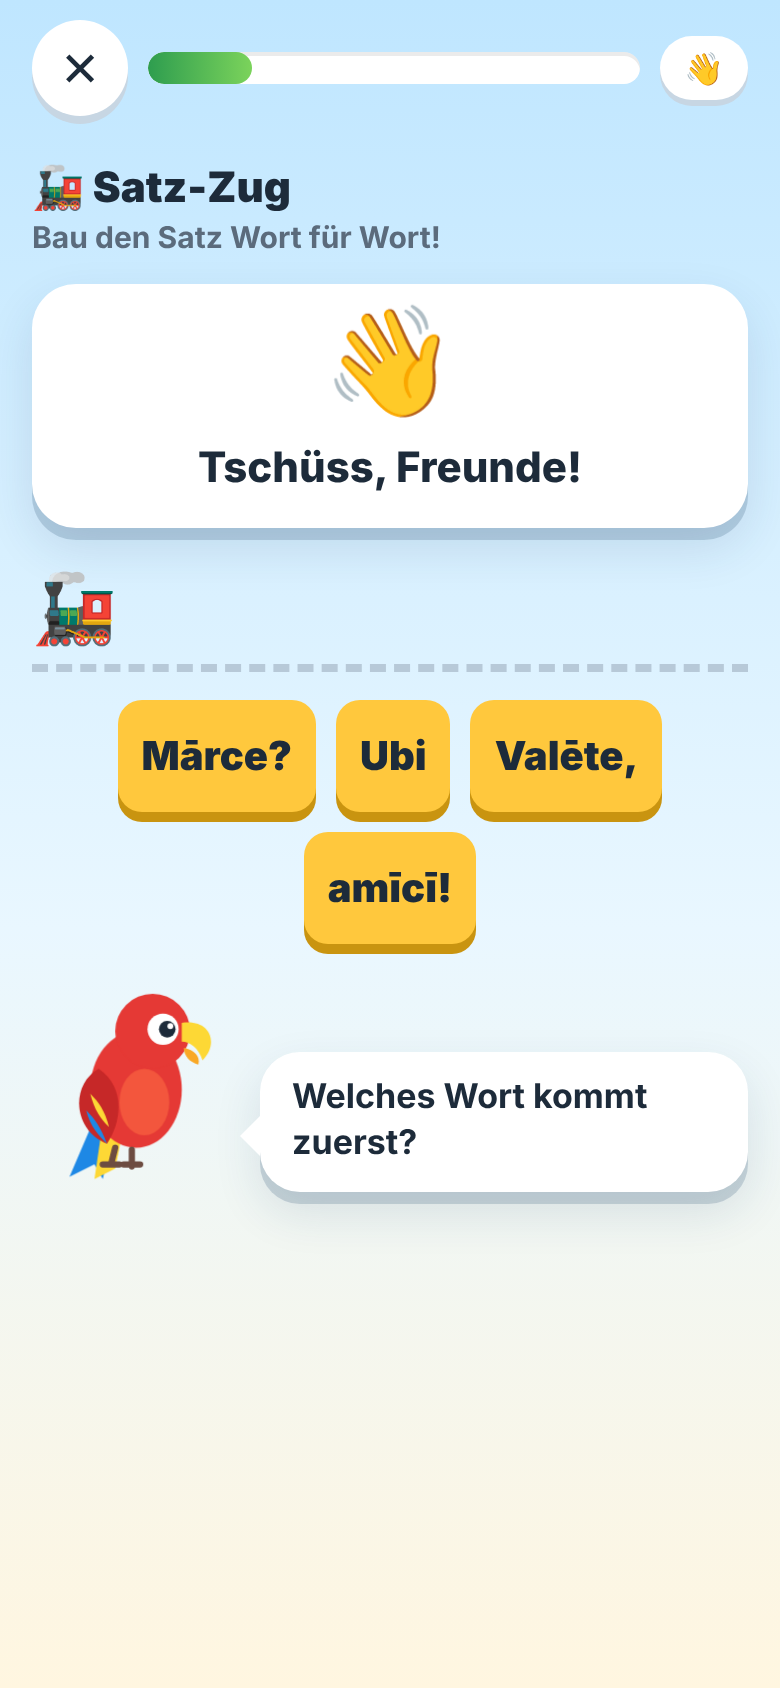 Satz-Zug
Bau den Satz Wort für Wort!
Tschüss, Freunde!
Mārce? Ubi Valēte,
amīcī!
Welches Wort kommt
zuerst?